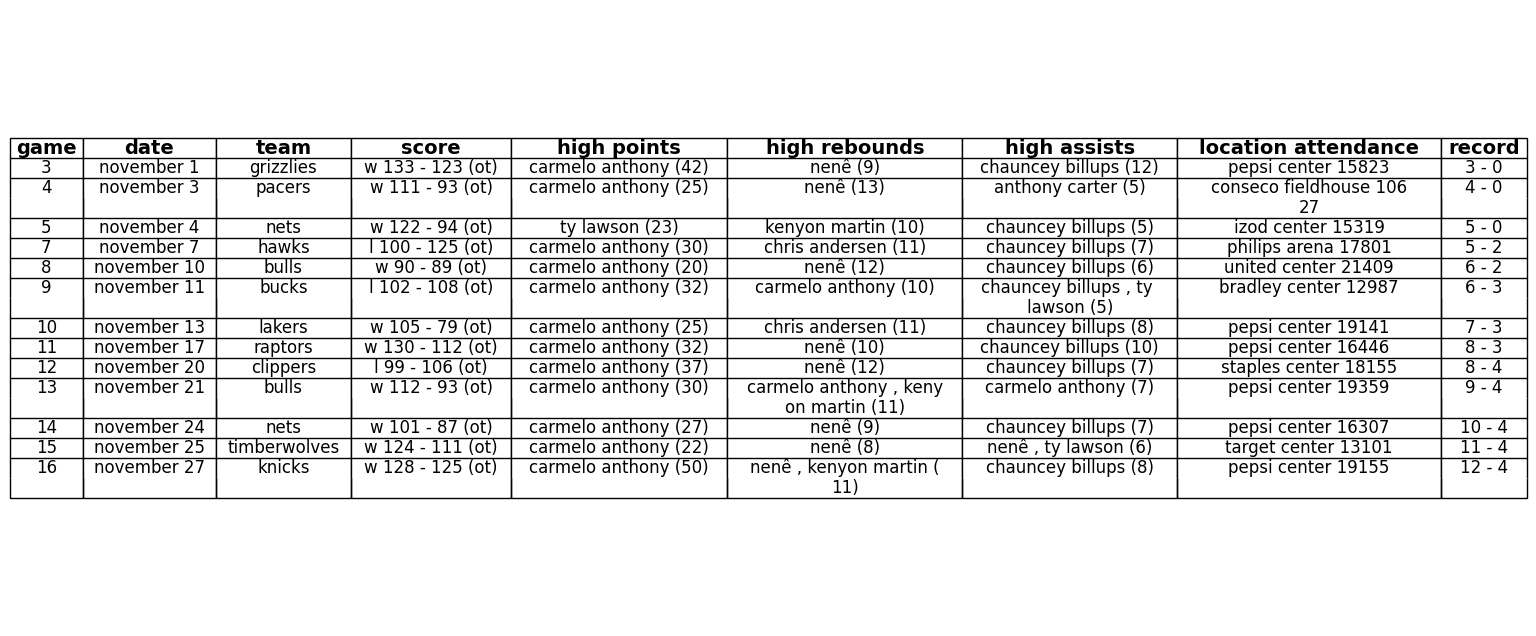 game date team score high points high rebounds high assists location attendance record
3 november 1 grizzlies w 133 - 123 (ot) carmelo anthony (42) nenê (9) chauncey billups (12) pepsi center 15823 3 - 0
4 november 3 pacers w 111 - 93 (ot) carmelo anthony (25) nenê (13) anthony carter (5) conseco fieldhouse 106 4 - 0
27
5 november 4 nets w 122 - 94 (ot) ty lawson (23) kenyon martin (10) chauncey billups (5) izod center 15319 5 - 0
7 november 7 hawks l 100 - 125 (ot) carmelo anthony (30) chris andersen (11) chauncey billups (7) philips arena 17801 5 - 2
8 november 10 bulls w 90 - 89 (ot) carmelo anthony (20) nenê (12) chauncey billups (6) united center 21409 6 - 2
9 november 11 bucks l 102 - 108 (ot) carmelo anthony (32) carmelo anthony (10) chauncey billups , ty bradley center 12987 6 - 3
lawson (5)
10 november 13 lakers w 105 - 79 (ot) carmelo anthony (25) chris andersen (11) chauncey billups (8) pepsi center 19141 7 - 3
11 november 17 raptors w 130 - 112 (ot) carmelo anthony (32) nenê (10) chauncey billups (10) pepsi center 16446 8 - 3
12 november 20 clippers l 99 - 106 (ot) carmelo anthony (37) nenê (12) chauncey billups (7) staples center 18155 8 - 4
13 november 21 bulls w 112 - 93 (ot) carmelo anthony (30) carmelo anthony , keny carmelo anthony (7) pepsi center 19359 9 - 4
on martin (11)
14 november 24 nets w 101 - 87 (ot) carmelo anthony (27) nenê (9) chauncey billups (7) pepsi center 16307 10 - 4
15 november 25 timberwolves w 124 - 111 (ot) carmelo anthony (22) nenê (8) nenê , ty lawson (6) target center 13101 11 - 4
16 november 27 knicks w 128 - 125 (ot) carmelo anthony (50) nenê , kenyon martin ( chauncey billups (8) pepsi center 19155 12 - 4
11)